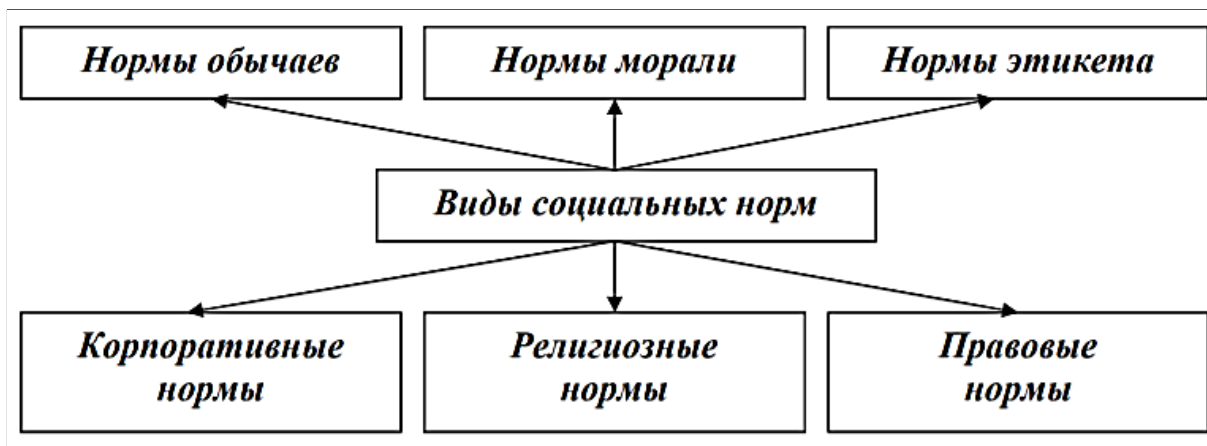 Нормы обычаев
Нормы морали
Нормы этикета
Виды социальных норм
Корпоративные
нормы
Религиозные
нормы
Правовые
нормы